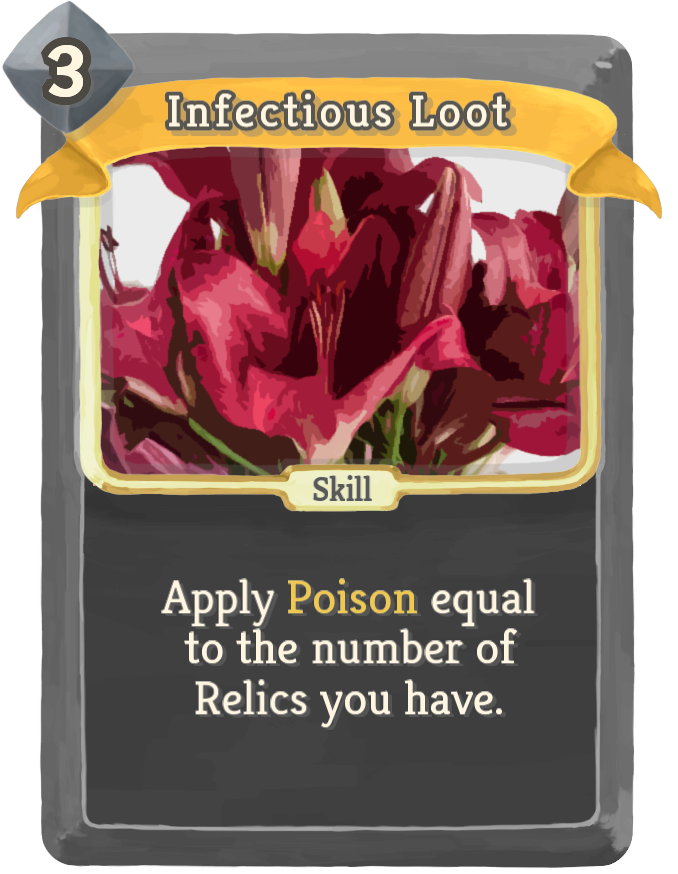 3
Infectious Loot
Skill
Apply Poison equal
to the number of
Relics you have.